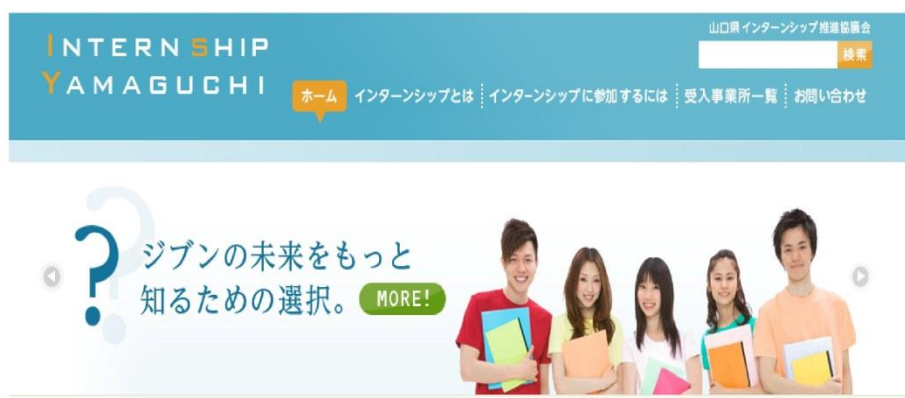 山口県インターンシップ推進協議会
INTERNSHIP
YAMAGUCHI
検索
ホーム
インターンシップとは
インターンシップに参加するには
受入事業所一覧
お問い合わせ
?
ジブンの未来をもっと
知るための選択。
MORE!